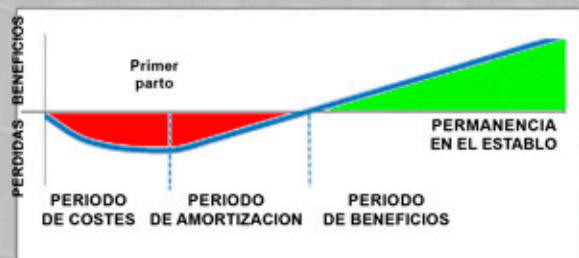 PERDIDAS BENEFICIOS
Primer
parto
PERMANENCIA
EN EL ESTABLO
PERIODO
DE COSTES
PERIODO
DE AMORTIZACION
PERIODO
DE BENEFICIOS